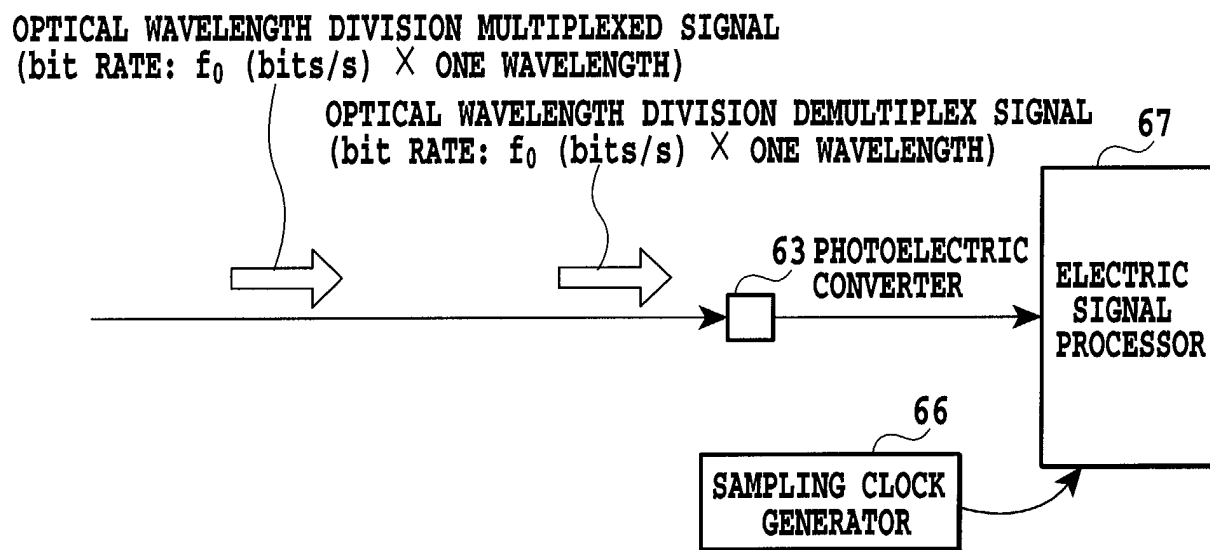 OPTICAL WAVELENGTH DIVISION MULTIPLEXED SIGNAL
(bit RATE: f₀ (bits/s) × ONE WAVELENGTH)
OPTICAL WAVELENGTH DIVISION DEMULTIPLEX SIGNAL
(bit RATE: f₀ (bits/s) × ONE WAVELENGTH)
67
63 PHOTOELECTRIC
CONVERTER
ELECTRIC
SIGNAL
PROCESSOR
66
SAMPLING CLOCK
GENERATOR